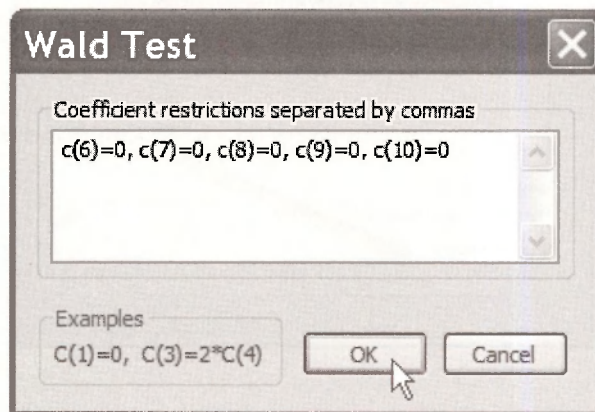 Wald Test
Coefficient restrictions separated by commas
c(6)=0, c(7)=0, c(8)=0, c(9)=0, c(10)=0
Examples
C(1)=0, C(3)=2*C(4)
OK
Cancel